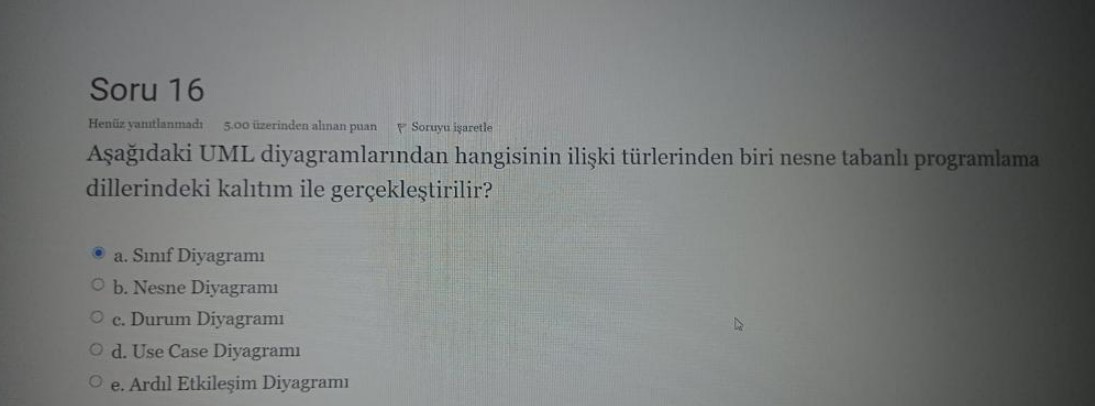 Soru 16
Henüz yanıtlanmadı 5.00 üzerinden alınan puan Soruyu işaretle
Aşağıdaki UML diyagramlarından hangisinin ilişki türlerinden biri nesne tabanlı programlama
dillerindeki kalıtım ile gerçekleştirilir?
a. Sınıf Diyagramı
b. Nesne Diyagramı
c. Durum Diyagramı
d. Use Case Diyagramı
e. Ardıl Etkileşim Diyagramı